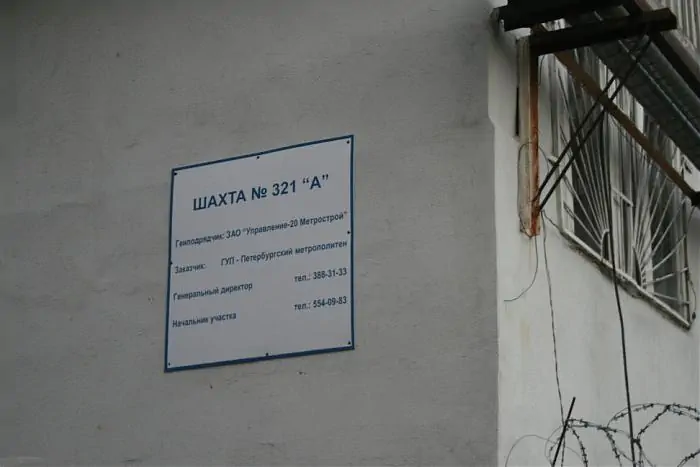 ШАХТА № 321 “А”
Генподрядчик: ЗАО “Управление-20 Метрострой”
Заказчик: ГУП - Петербургский метрополитен
Генеральный директор тел.: 388-31-33
Начальник участка тел.: 554-09-83